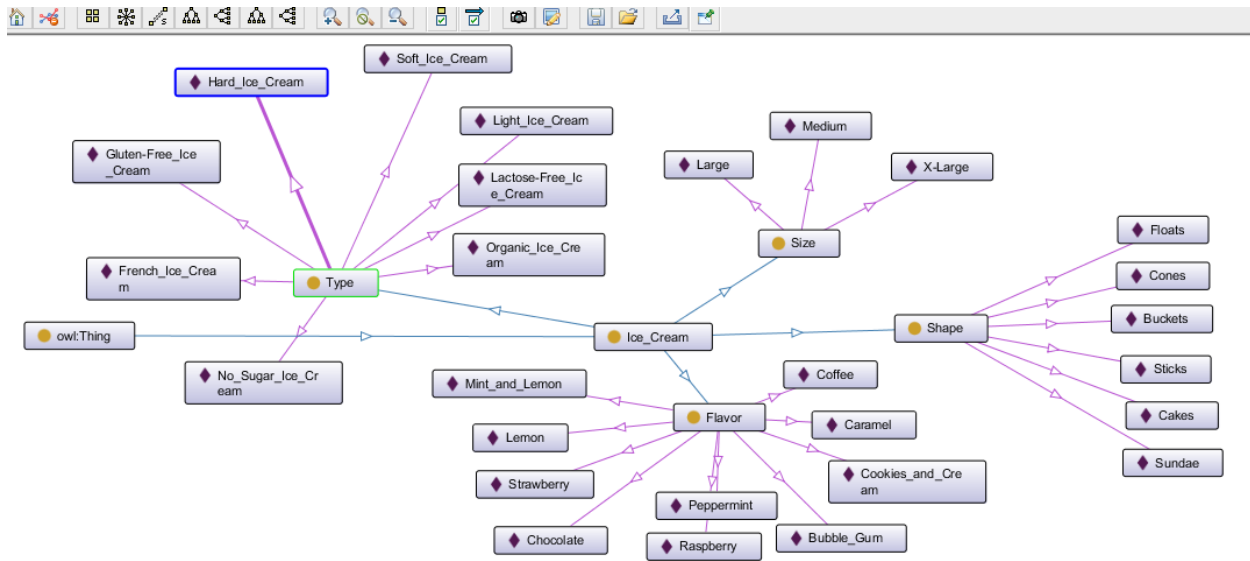 Soft_Ice_Cream
Hard_Ice_Cream
Light_Ice_Cream
Medium
Gluten-Free_Ice
_Cream
Large
X-Large
Lactose-Free_Ic
e_Cream
Floats
Organic_Ice_Cre
am
Size
French_Ice_Crea
m
Type
Cones
Buckets
owl:Thing
Ice_Cream
Shape
No_Sugar_Ice_Cr
eam
Mint_and_Lemon
Coffee
Sticks
Flavor
Caramel
Cakes
Lemon
Strawberry
Cookies_and_Cre
am
Sundae
Peppermint
Chocolate
Raspberry
Bubble_Gum